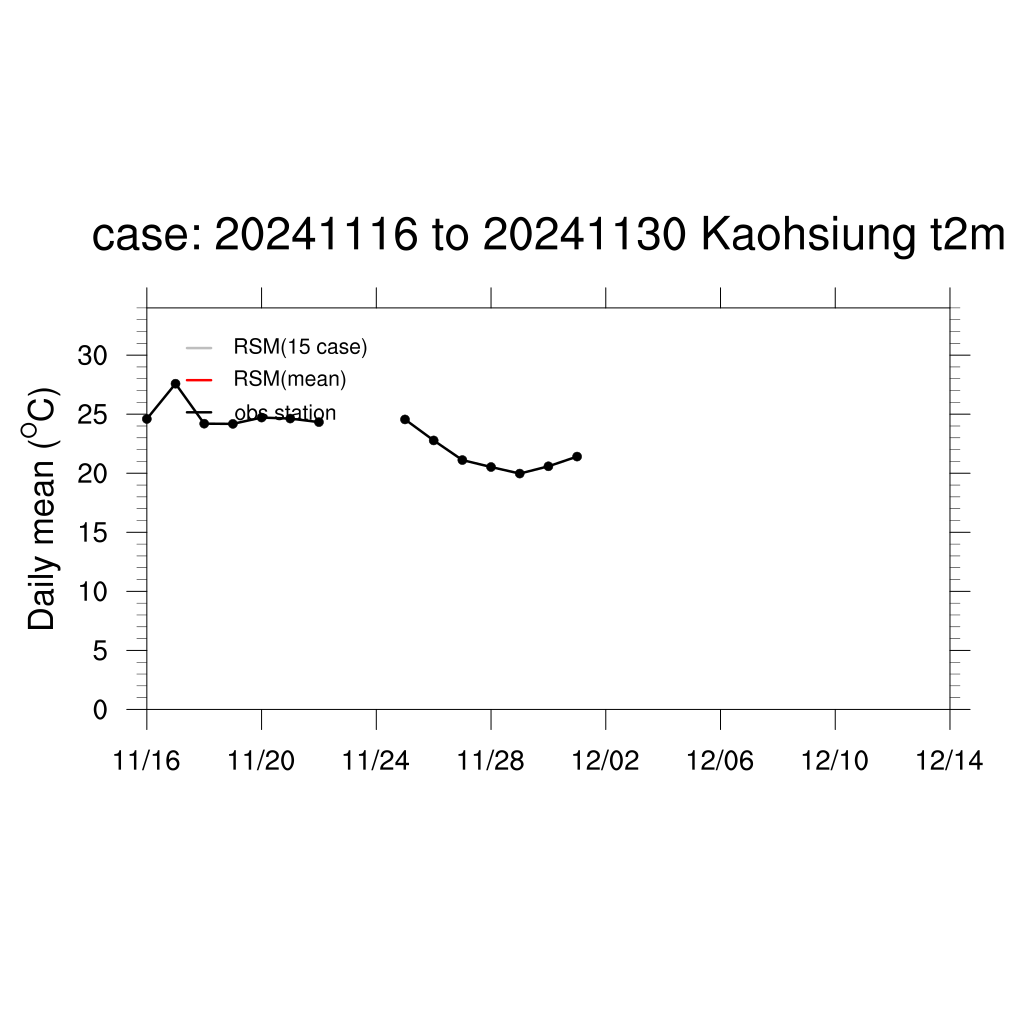 case: 20241116 to 20241130 Kaohsiung t2m
RSM(15 case)
RSM(mean)
obs station
Daily mean (°C)
30
25
20
15
10
5
0
11/16 11/20 11/24 11/28 12/02 12/06 12/10 12/14